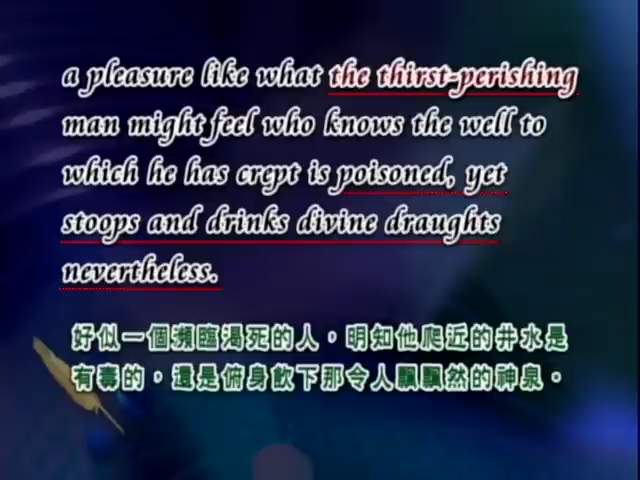 a pleasure like what the thirst-perishing
man might feel who knows the well to
which he has crept is poisoned, yet
stoops and drinks divine draughts
nevertheless.
好似一個瀕臨渴死的人，明知他爬近的井水是
有毒的，還是俯身飲下那令人飄飄然的神泉。